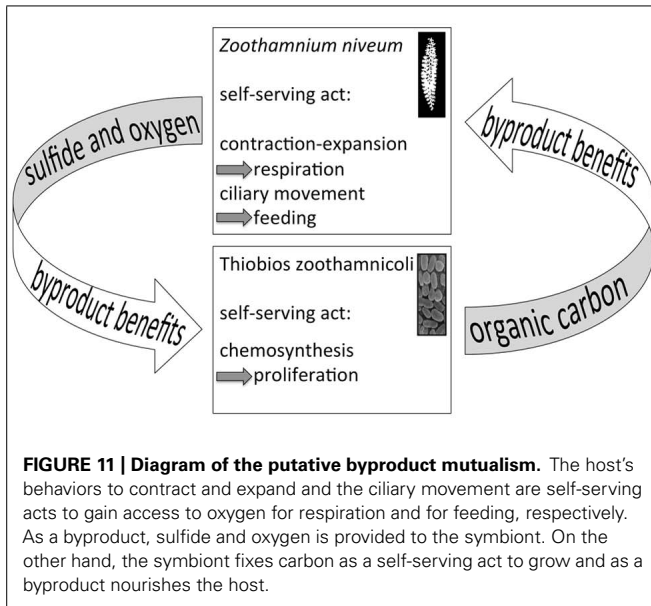 Zoothamnium niveum
self-serving act:
contraction-expansion
respiration
ciliary movement
feeding
sulfide and oxygen
byproduct benefits
Thiobios zoothamnicoli
self-serving act:
chemosynthesis
proliferation
organic carbon
byproduct benefits
FIGURE 11 | Diagram of the putative byproduct mutualism. The host's
behaviors to contract and expand and the ciliary movement are self-serving
acts to gain access to oxygen for respiration and for feeding, respectively.
As a byproduct, sulfide and oxygen is provided to the symbiont. On the
other hand, the symbiont fixes carbon as a self-serving act to grow and as a
byproduct nourishes the host.